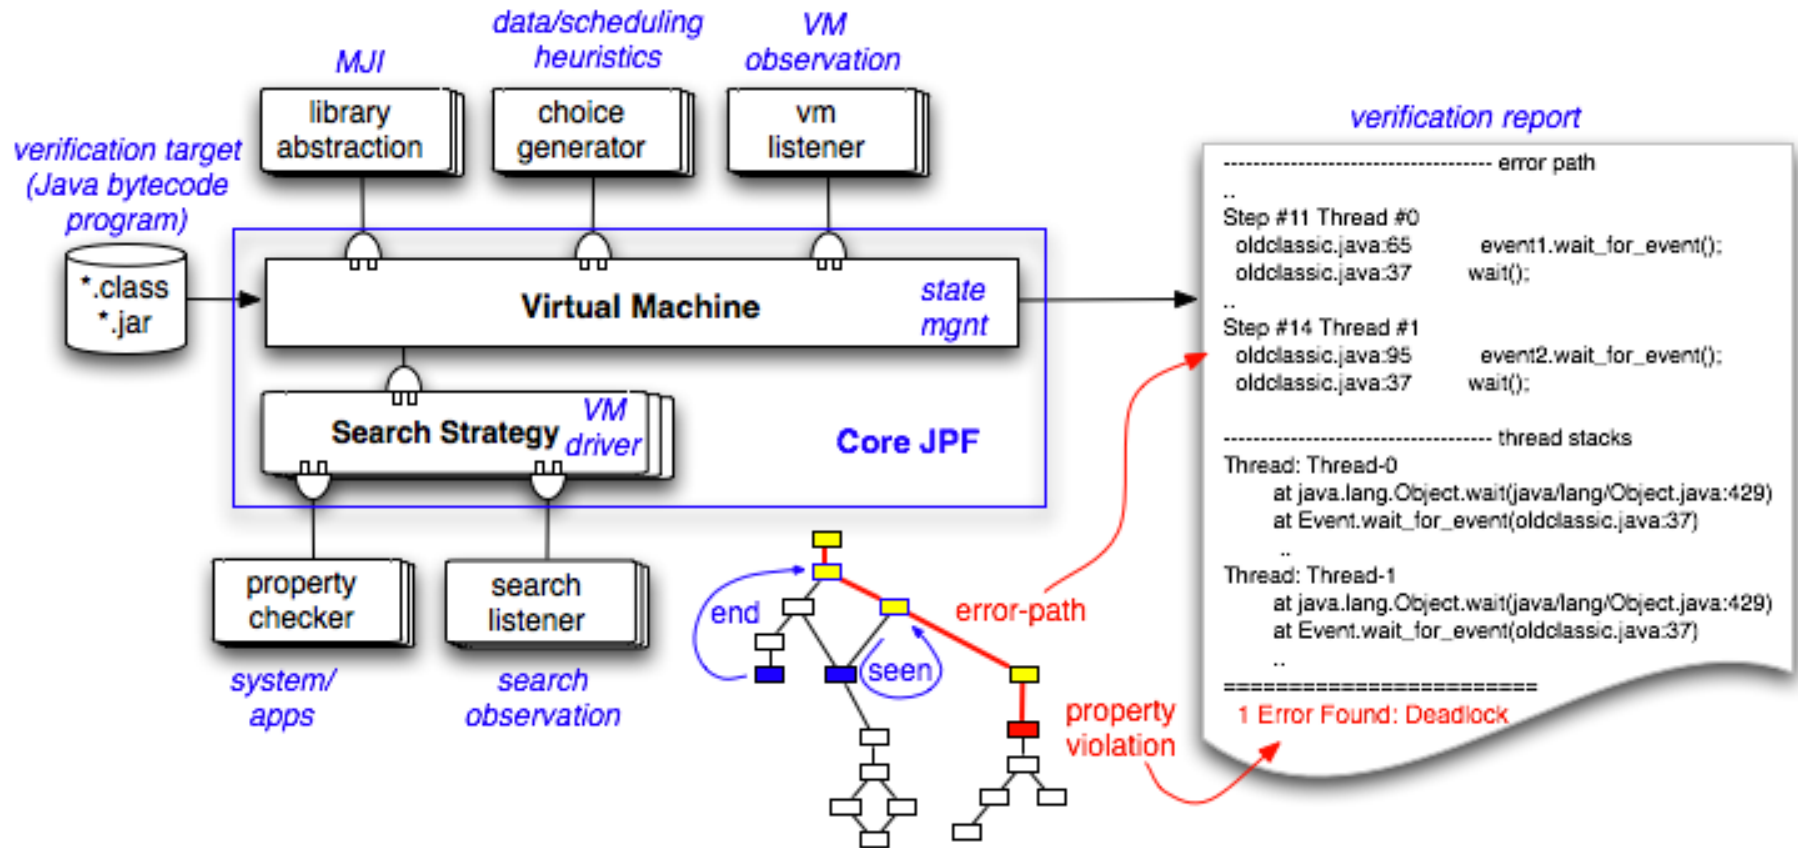 data/scheduling
heuristics
VM
observation
MJI
library
abstraction
choice
generator
vm
listener
verification target
(Java bytecode
program)
*.class
*.jar
Virtual Machine
state
mgnt
Search Strategy
VM
driver
Core JPF
property
checker
search
listener
system/
apps
search
observation
end
seen
error-path
property
violation
verification report
------------------------------------ error path
..
Step #11 Thread #0
oldclassic.java:65 event1.wait_for_event();
oldclassic.java:37 wait();
..
Step #14 Thread #1
oldclassic.java:95 event2.wait_for_event();
oldclassic.java:37 wait();
------------------------------------ thread stacks
Thread: Thread-0
at java.lang.Object.wait(java/lang/Object.java:429)
at Event.wait_for_event(oldclassic.java:37)
..
Thread: Thread-1
at java.lang.Object.wait(java/lang/Object.java:429)
at Event.wait_for_event(oldclassic.java:37)
..
========================
1 Error Found: Deadlock